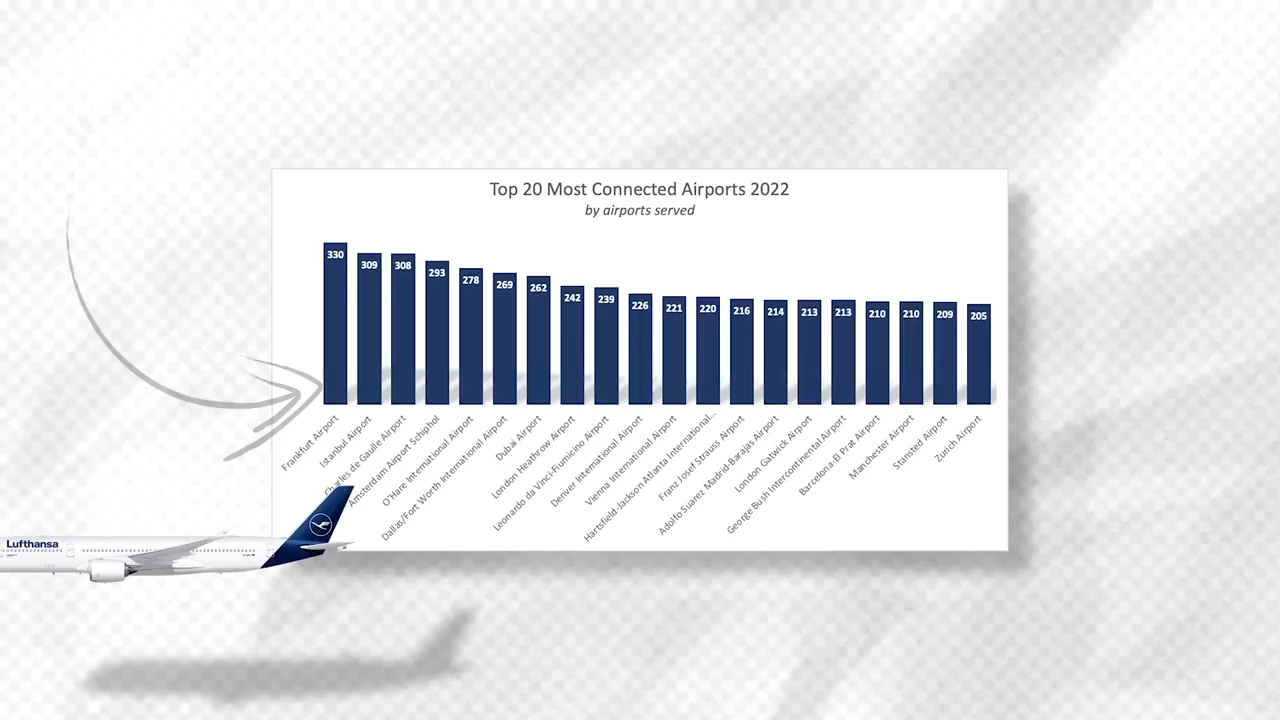 Top 20 Most Connected Airports 2022
by airports served
330
309
308
293
278
269
262
242
239
226
221
220
216
214
213
213
210
210
209
205
Frankfurt Airport
Istanbul Airport
Charles de Gaulle Airport
Amsterdam Airport Schiphol
O'Hare International Airport
Dallas/Fort Worth International Airport
Dubai Airport
London Heathrow Airport
Leonardo da Vinci-Fiumicino Airport
Denver International Airport
Vienna International Airport
Hartsfield-Jackson Atlanta International...
Franz Josef Strauss Airport
Adolfo Suarez Madrid-Barajas Airport
London Gatwick Airport
George Bush Intercontinental Airport
Barcelona-El Prat Airport
Manchester Airport
Stansted Airport
Zurich Airport
Lufthansa